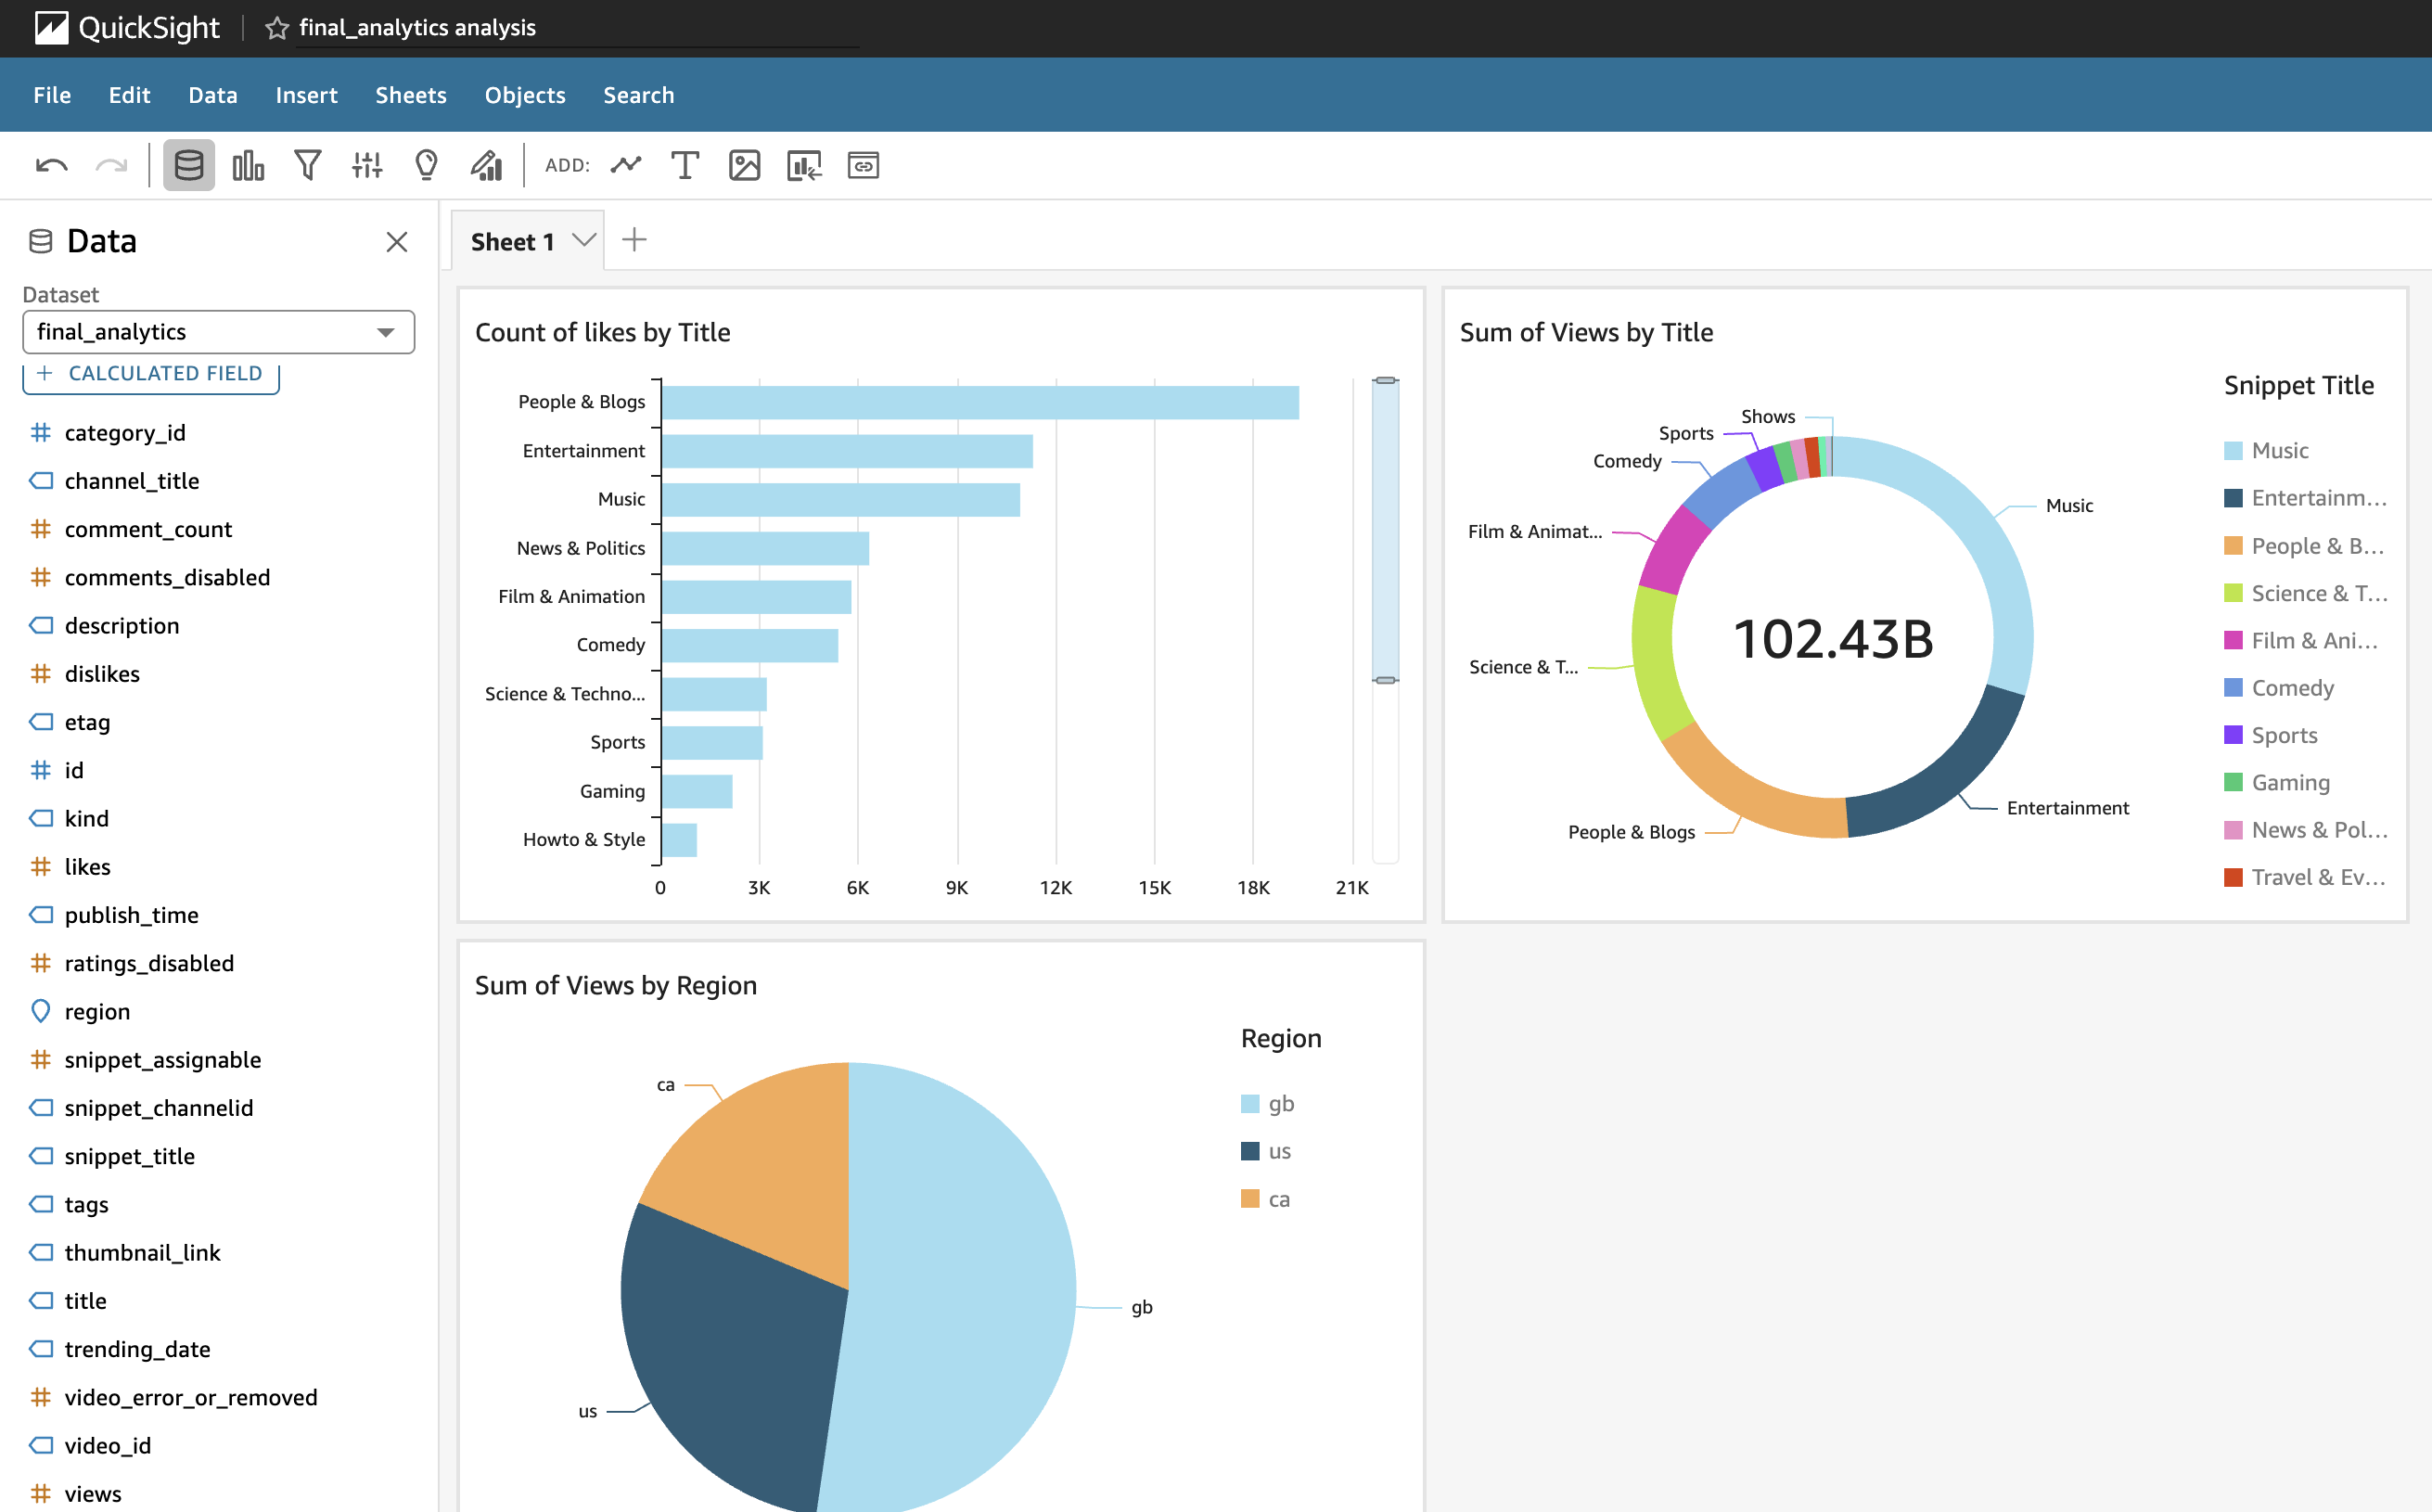 QuickSight
final_analytics analysis
File Edit Data Insert Sheets Objects Search
ADD:
Data
Dataset
final_analytics
CALCULATED FIELD
category_id
channel_title
comment_count
comments_disabled
description
dislikes
etag
id
kind
likes
publish_time
ratings_disabled
region
snippet_assignable
snippet_channelid
snippet_title
tags
thumbnail_link
title
trending_date
video_error_or_removed
video_id
views
Sheet 1
Count of likes by Title
People & Blogs
Entertainment
Music
News & Politics
Film & Animation
Comedy
Science & Techno...
Sports
Gaming
Howto & Style
0 3K 6K 9K 12K 15K 18K 21K
Sum of Views by Title
Shows
Sports
Comedy
Film & Animat...
Science & T...
People & Blogs
Entertainment
Music
102.43B
Snippet Title
Music
Entertainm...
People & B...
Science & T...
Film & Ani...
Comedy
Sports
Gaming
News & Pol...
Travel & Ev...
Sum of Views by Region
ca
us
gb
Region
gb
us
ca